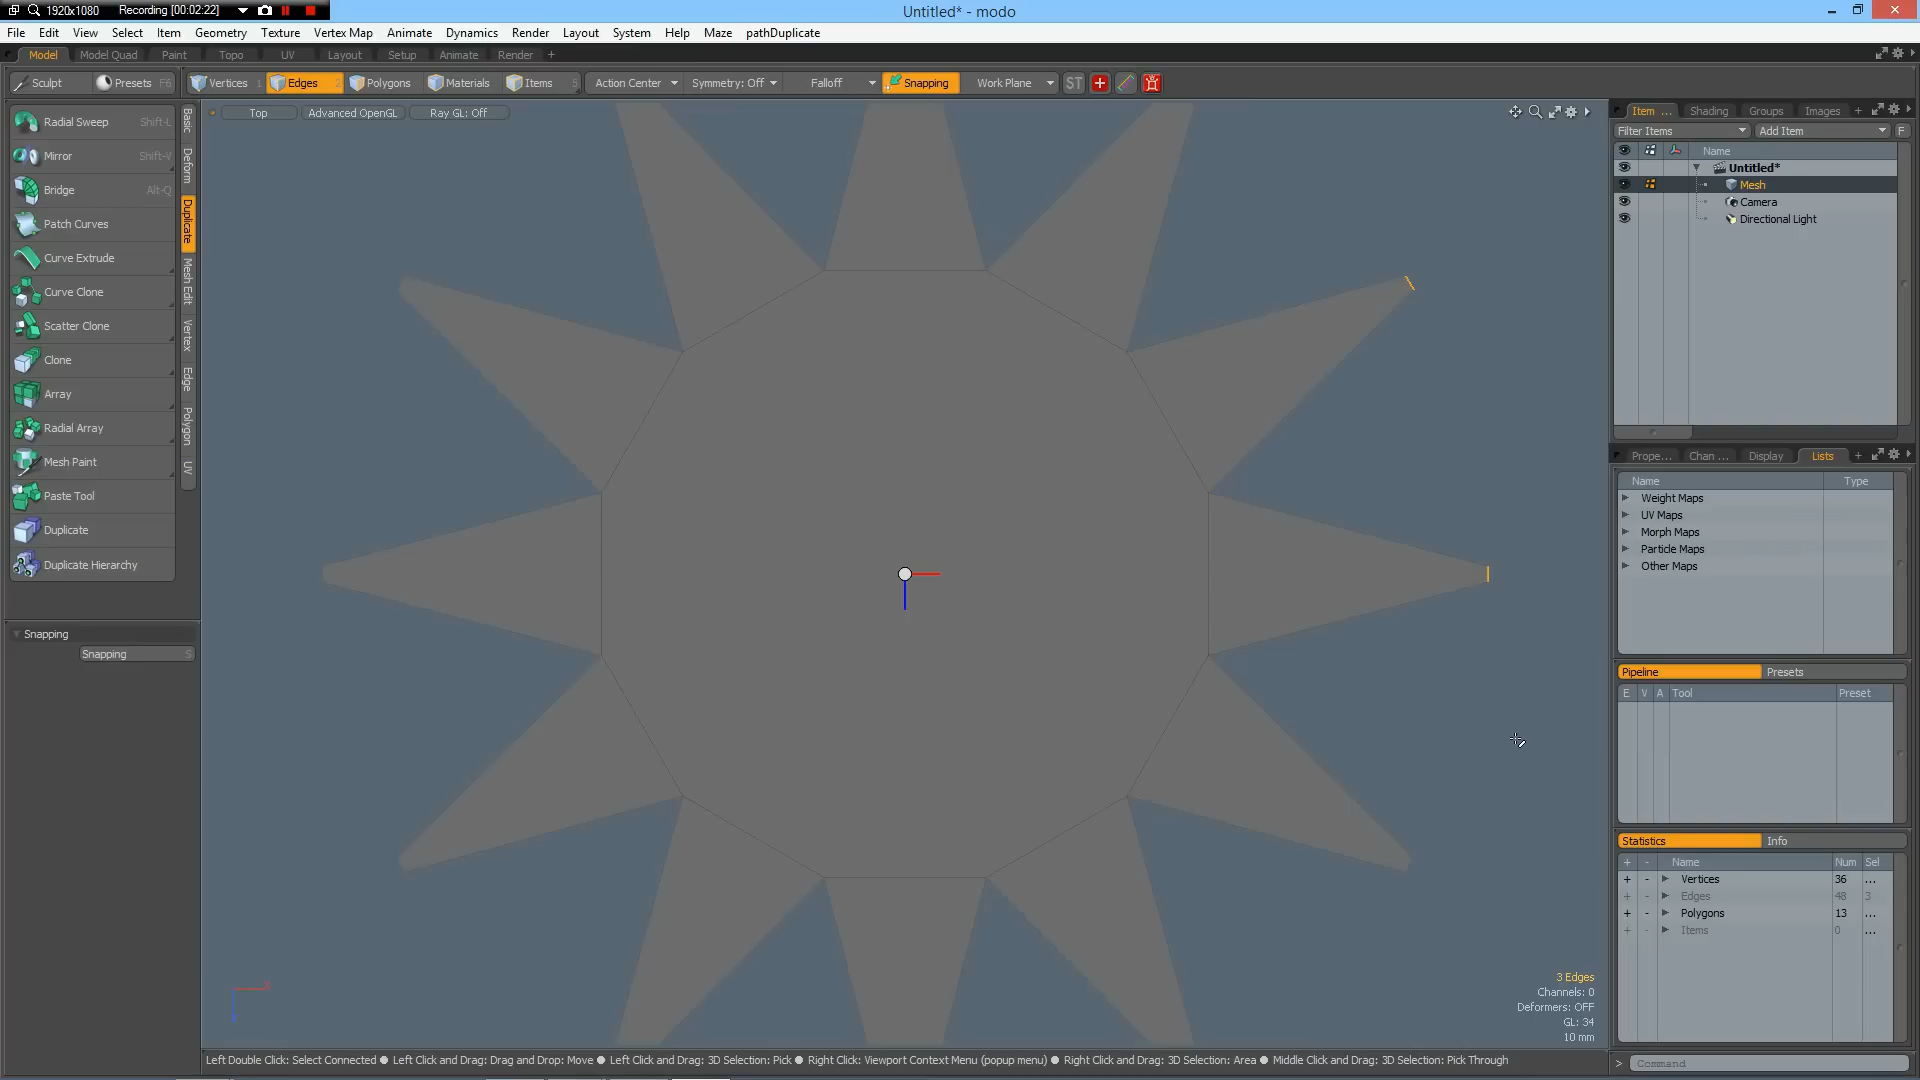 1920x1080 Recording [00:02:22]
Untitled* - modo
File Edit View Select Item Geometry Texture Vertex Map Animate Dynamics Render Layout System Help Maze pathDuplicate
Model Model Quad Paint Topo UV Layout Setup Animate Render +
Sculpt Presets F6 Vertices 1 Edges 2 Polygons Materials Items 5 Action Center Symmetry: Off Falloff Snapping Work Plane ST
Top Advanced OpenGL Ray GL: Off
Radial Sweep Shift-L
Mirror Shift-V
Bridge Alt-Q
Patch Curves
Curve Extrude
Curve Clone
Scatter Clone
Clone
Array
Radial Array
Mesh Paint
Paste Tool
Duplicate
Duplicate Hierarchy
Basic
Deform
Duplicate
Mesh Edit
Vertex
Edge
Polygon
UV
Snapping
Snapping S
Item ... Shading Groups Images +
Filter Items Add Item F
Name
Untitled*
Mesh
Camera
Directional Light
Prope... Chan ... Display Lists +
Name Type
Weight Maps
UV Maps
Morph Maps
Particle Maps
Other Maps
Pipeline Presets
E V A Tool Preset
Statistics Info
+ - Name Num Sel
+ - Vertices 36 ...
+ - Edges 48 3
+ - Polygons 13 ...
+ - Items 0 ...
3 Edges
Channels: 0
Deformers: OFF
GL: 34
10 mm
Left Double Click: Select Connected ● Left Click and Drag: Drag and Drop: Move ● Left Click and Drag: 3D Selection: Pick ● Right Click: Viewport Context Menu (popup menu) ● Right Click and Drag: 3D Selection: Area ● Middle Click and Drag: 3D Selection: Pick Through
> Command